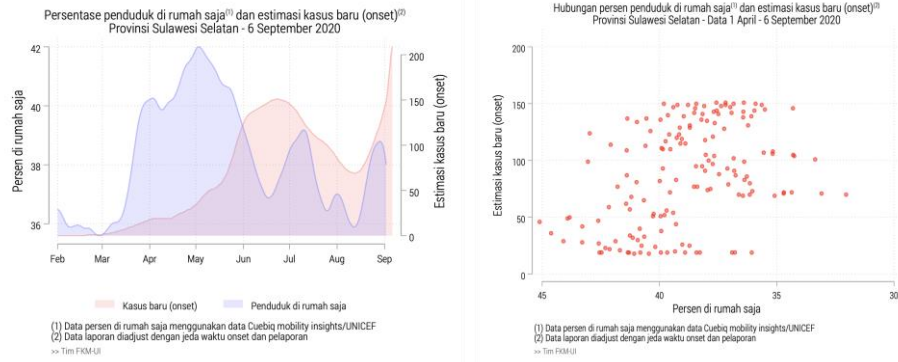 Persentase penduduk di rumah saja(1) dan estimasi kasus baru (onset)(2)
Provinsi Sulawesi Selatan - 6 September 2020
42
40
38
36
Persen di rumah saja
200
150
100
50
0
Estimasi kasus baru (onset)
Feb Mar Apr May Jun Jul Aug Sep
Kasus baru (onset) Penduduk di rumah saja
(1) Data persen di rumah saja menggunakan data Cuebiq mobility insights/UNICEF
(2) Data laporan diadjust dengan jeda waktu onset dan pelaporan
>> Tim FKM-UI
Hubungan persen penduduk di rumah saja(1) dan estimasi kasus baru (onset)(2)
Provinsi Sulawesi Selatan - Data 1 April - 6 September 2020
200
150
100
50
0
Estimasi kasus baru (onset)
45 40 35 30
Persen di rumah saja
(1) Data persen di rumah saja menggunakan data Cuebiq mobility insights/UNICEF
(2) Data laporan diadjust dengan jeda waktu onset dan pelaporan
>> Tim FKM-UI